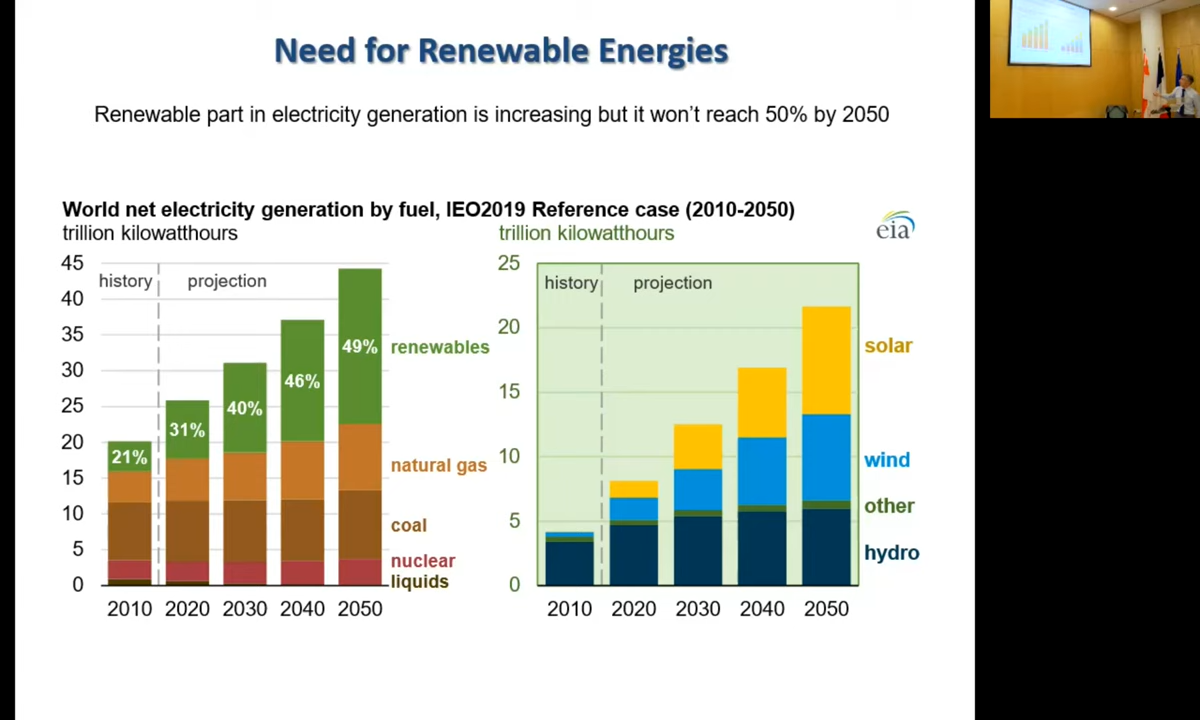 Need for Renewable Energies
Renewable part in electricity generation is increasing but it won't reach 50% by 2050
World net electricity generation by fuel, IEO2019 Reference case (2010-2050)
trillion kilowatthours
trillion kilowatthours
eia
45
40
35
30
25
20
15
10
5
0
history
projection
21%
31%
40%
46%
49%
renewables
natural gas
coal
nuclear
liquids
2010 2020 2030 2040 2050
25
20
15
10
5
0
history
projection
solar
wind
other
hydro
2010 2020 2030 2040 2050